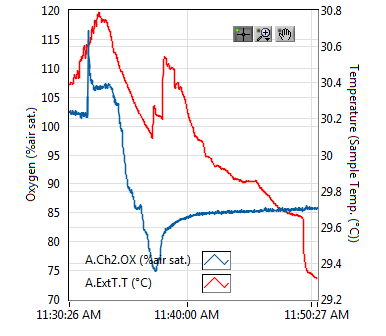 120
115
110
105
100
95
90
85
80
75
70
Oxygen (%air sat.)
30.8
30.6
30.4
30.2
30
29.8
29.6
29.4
29.2
Temperature (Sample Temp. (°C))
A.Ch2.OX (%air sat.)
A.ExtT.T (°C)
11:30:26 AM
11:40:00 AM
11:50:27 AM